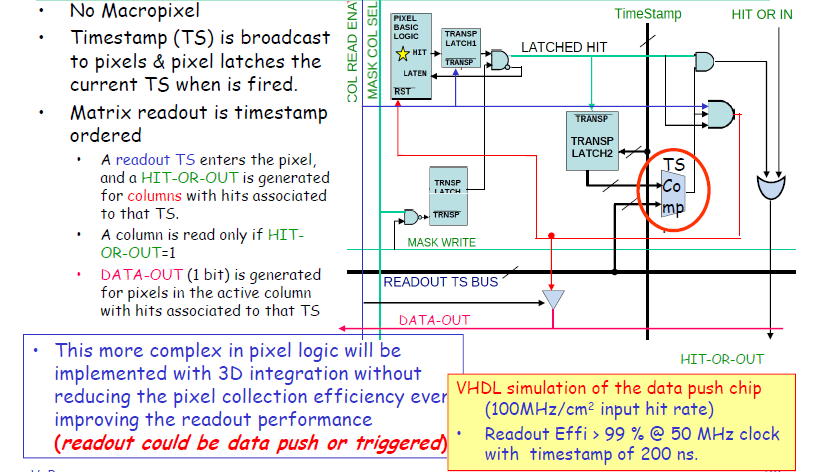 No Macropixel
Timestamp (TS) is broadcast
to pixels & pixel latches the
current TS when is fired.
Matrix readout is timestamp
ordered
A readout TS enters the pixel,
and a HIT-OR-OUT is generated
for columns with hits associated
to that TS.
A column is read only if HIT-
OR-OUT=1
DATA-OUT (1 bit) is generated
for pixels in the active column
with hits associated to that TS
COL READ ENA
MASK COL SEL
PIXEL
BASIC
LOGIC
HIT
LATEN
RST
TRANSP
LATCH1
TRANSP
LATCHED HIT
TimeStamp
HIT OR IN
TRANSP
TRANSP
LATCH2
TS
Co
mp
TRNSP
LATCH
TRNSP
MASK WRITE
READOUT TS BUS
DATA-OUT
HIT-OR-OUT
This more complex in pixel logic will be
implemented with 3D integration without
reducing the pixel collection efficiency even
improving the readout performance
(readout could be data push or triggered)
VHDL simulation of the data push chip
(100MHz/cm² input hit rate)
Readout Effi > 99 % @ 50 MHz clock
with timestamp of 200 ns.